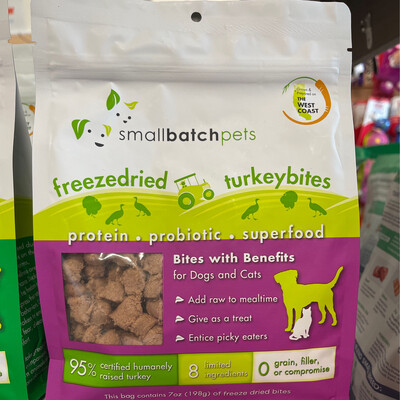 THE
WEST
COAST
smallbatchpets
freezedried turkeybites
protein • probiotic • superfood
Bites with Benefits
for Dogs and Cats
Add raw to mealtime
Give as a treat
Entice picky eaters
95% certified humanely raised turkey
8 limited ingredients
0 grain, filler, or compromise
This bag contains 7oz (198g) of freeze dried bites